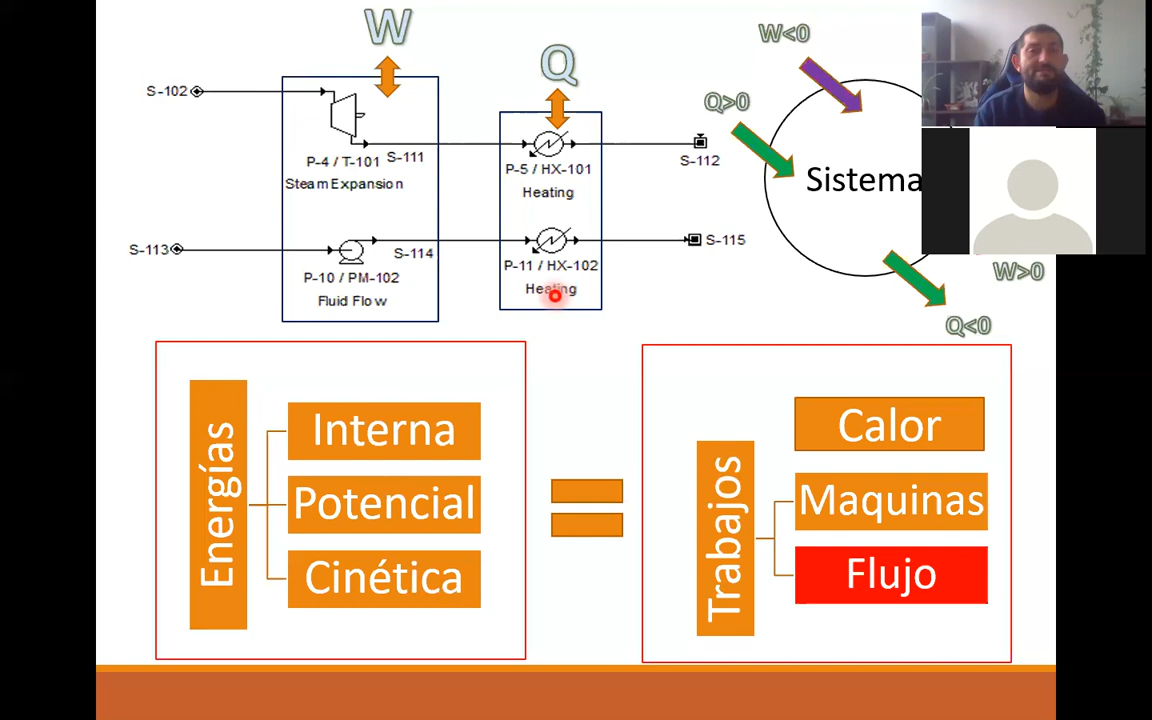 W
Q
W<0
Q>0
S-102
P-4 / T-101
S-111
Steam Expansion
P-5 / HX-101
Heating
S-112
Sistema
S-113
S-114
P-10 / PM-102
Fluid Flow
P-11 / HX-102
Heating
S-115
W>0
Q<0
Energías
Interna
Potencial
Cinética
Trabajos
Calor
Maquinas
Flujo